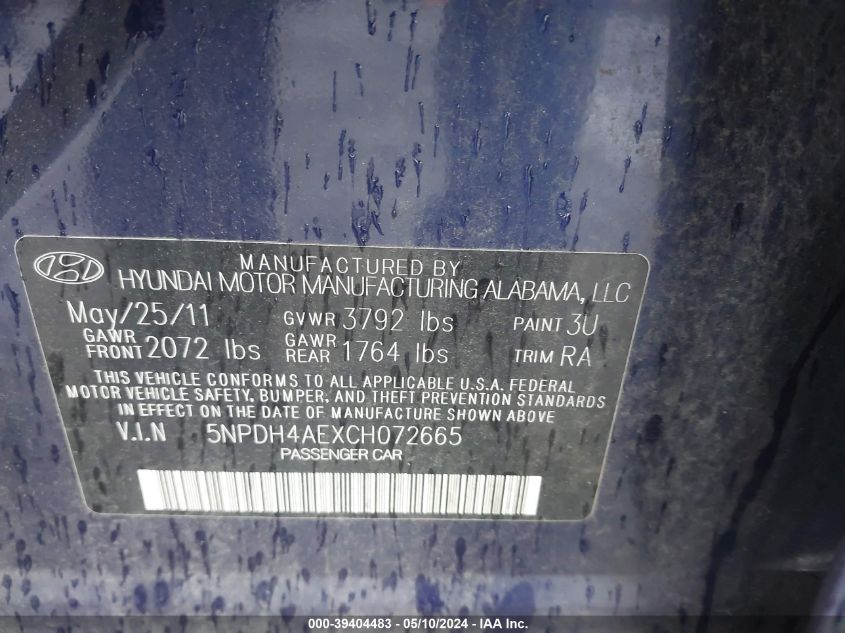 MANUFACTURED BY
HYUNDAI MOTOR MANUFACTURING ALABAMA, LLC
May/25/11 GVWR 3792 lbs PAINT 3U
GAWR FRONT 2072 lbs GAWR REAR 1764 lbs TRIM RA
THIS VEHICLE CONFORMS TO ALL APPLICABLE U.S.A. FEDERAL
MOTOR VEHICLE SAFETY, BUMPER, AND THEFT PREVENTION STANDARDS
IN EFFECT ON THE DATE OF MANUFACTURE SHOWN ABOVE
V.I.N 5NPDH4AEXCH072665
PASSENGER CAR
000-39404483 - 05/10/2024 - IAA Inc.